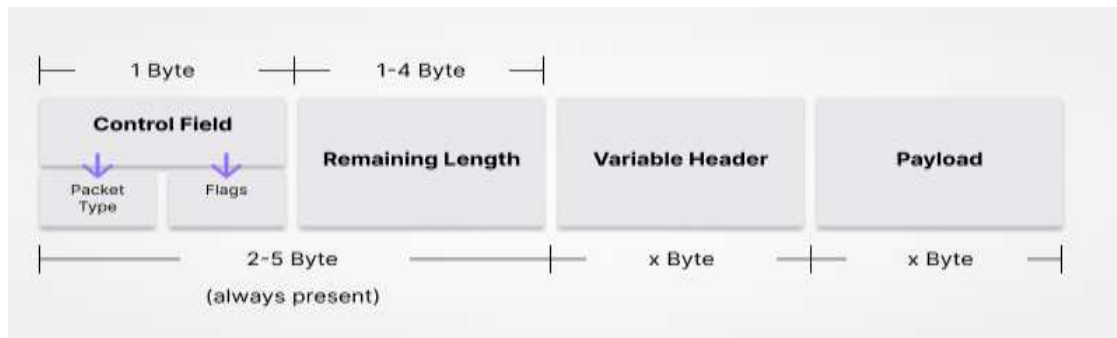 1 Byte
1-4 Byte
Control Field
Remaining Length
Variable Header
Payload
Packet
Type
Flags
2-5 Byte
x Byte
x Byte
(always present)